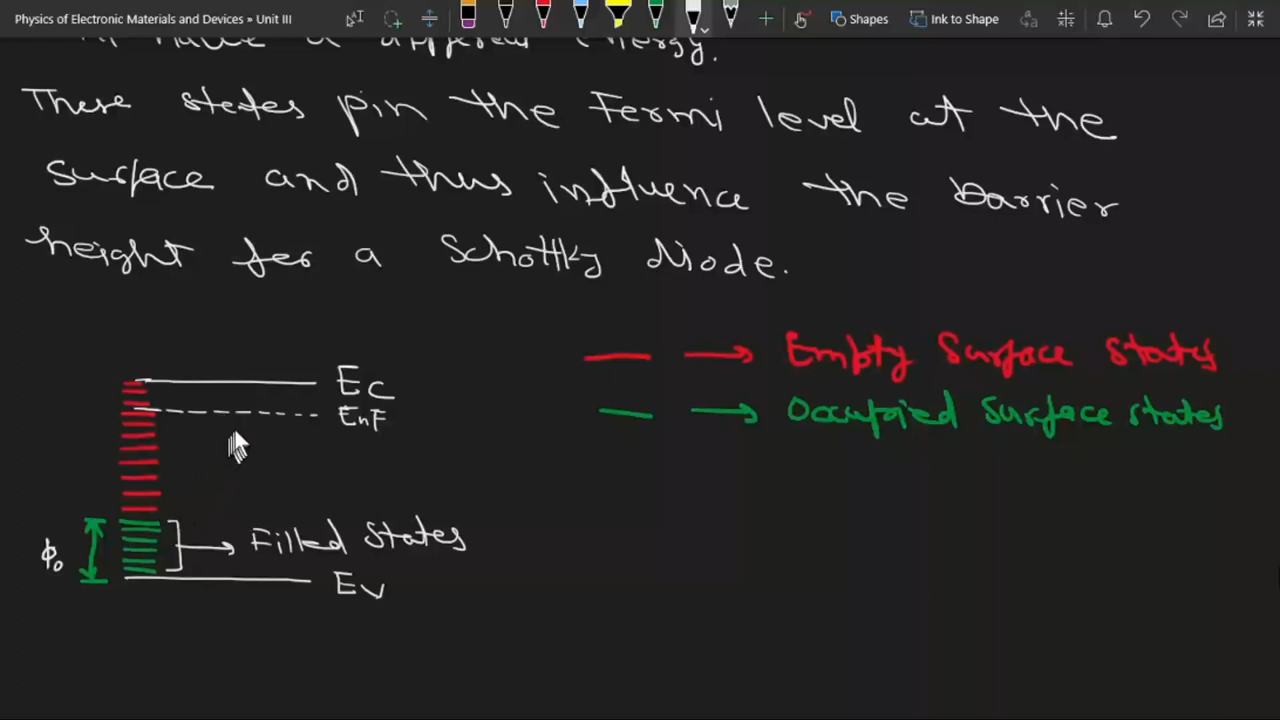 Physics of Electronic Materials and Devices » Unit III
Shapes
Ink to Shape
energy.
These states pin the Fermi level at the
surface and thus influence the barrier
height for a Schottky Diode.
Empty Surface States
Ec
EnF
Occupied Surface states
Filled States
ϕ₀
Ev